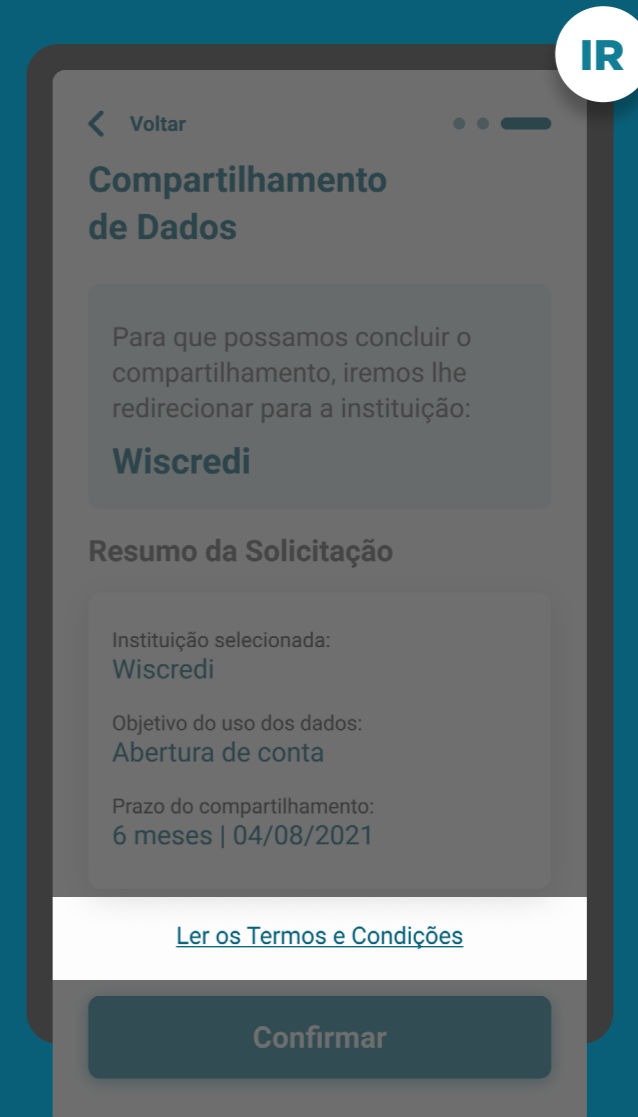 IR
Voltar
Compartilhamento
de Dados
Para que possamos concluir o
compartilhamento, iremos lhe
redirecionar para a instituição:
Wiscredi
Resumo da Solicitação
Instituição selecionada:
Wiscredi
Objetivo do uso dos dados:
Abertura de conta
Prazo do compartilhamento:
6 meses | 04/08/2021
Ler os Termos e Condições
Confirmar